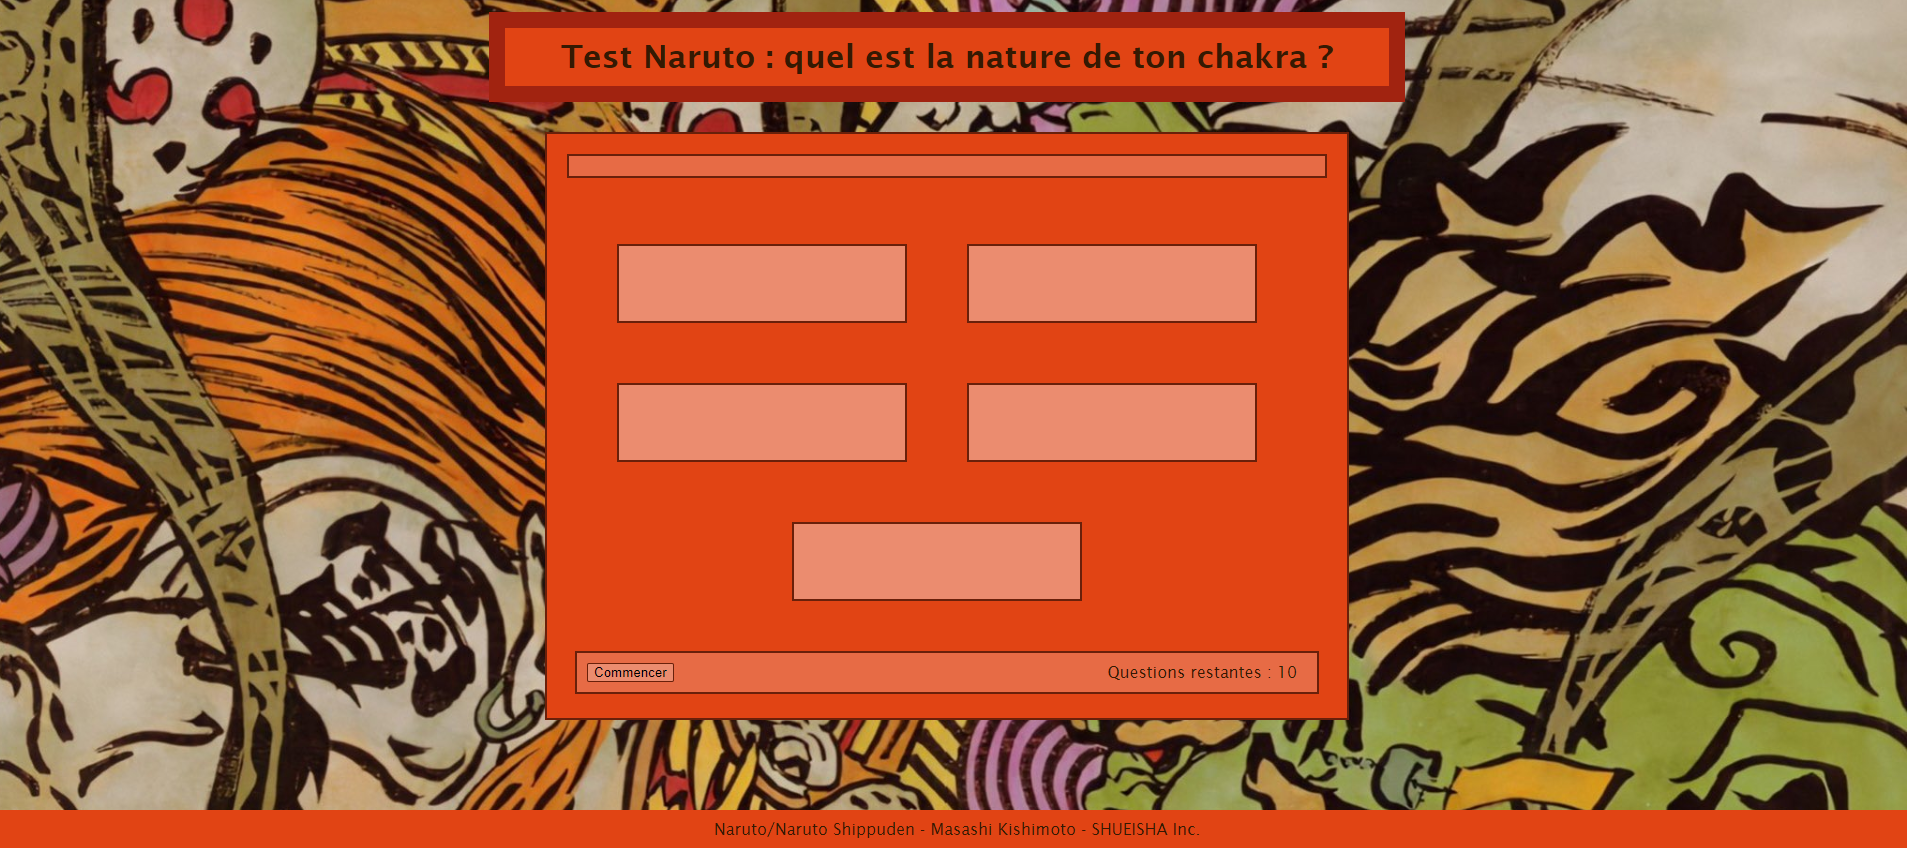 Test Naruto : quel est la nature de ton chakra ?
Commencer
Questions restantes : 10
Naruto/Naruto Shippuden - Masashi Kishimoto - SHUEISHA Inc.